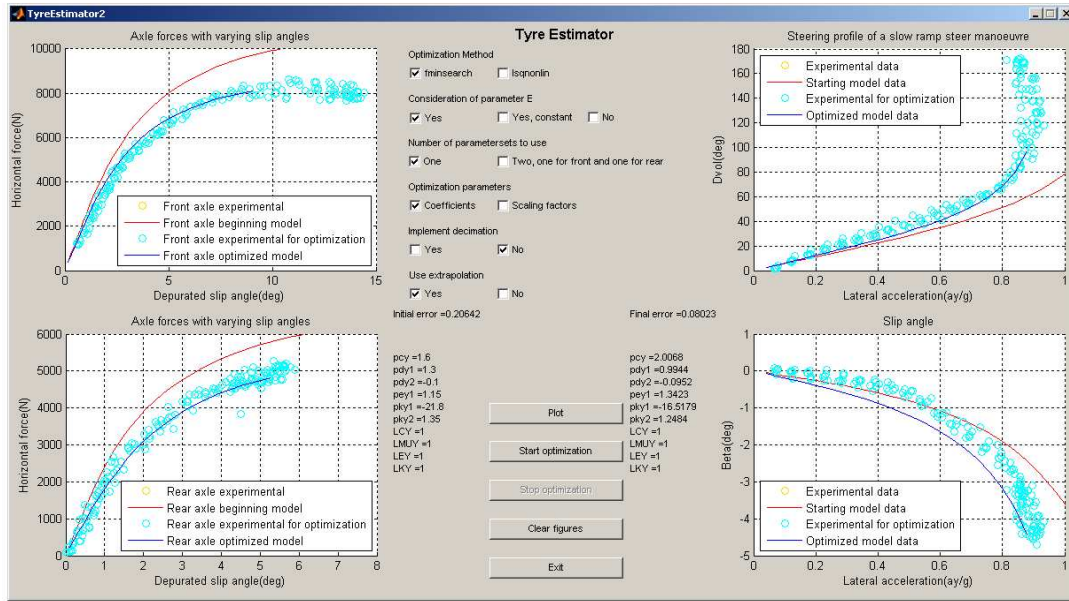 TyreEstimator2
Axle forces with varying slip angles
Horizontal force(N)
10000
8000
6000
4000
2000
0
Front axle experimental
Front axle beginning model
Front axle experimental for optimization
Front axle optimized model
0 5 10 15
Depurated slip angle(deg)
Axle forces with varying slip angles
Horizontal force(N)
6000
5000
4000
3000
2000
1000
0
Rear axle experimental
Rear axle beginning model
Rear axle experimental for optimization
Rear axle optimized model
0 1 2 3 4 5 6 7 8
Depurated slip angle(deg)
Tyre Estimator
Optimization Method
fminsearch lsqnonlin
Consideration of parameter E
Yes Yes, constant No
Number of parametersets to use
One Two, one for front and one for rear
Optimization parameters
Coefficients Scaling factors
Implement decimation
Yes No
Use extrapolation
Yes No
Initial error =0.20642
Final error =0.08023
pcy =1.6
pdy1 =1.3
pdy2 =-0.1
pey1 =1.15
pky1 =-21.8
pky2 =1.35
LCY =1
LMUY =1
LEY =1
LKY =1
Plot
Start optimization
Stop optimization
Clear figures
Exit
pcy =2.0068
pdy1 =0.9944
pdy2 =-0.0952
pey1 =1.3423
pky1 =-16.5179
pky2 =1.2484
LCY =1
LMUY =1
LEY =1
LKY =1
Steering profile of a slow ramp steer manoeuvre
Dvol(deg)
180
160
140
120
100
80
60
40
20
0
Experimental data
Starting model data
Experimental for optimization
Optimized model data
0 0.2 0.4 0.6 0.8 1
Lateral acceleration(ay/g)
Slip angle
Beta(deg)
1
0
-1
-2
-3
-4
-5
Experimental data
Starting model data
Experimental for optimization
Optimized model data
0 0.2 0.4 0.6 0.8 1
Lateral acceleration(ay/g)